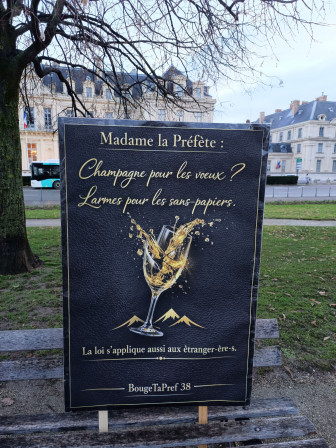 Madame la Préfète :
Champagne pour les voeux ?
Larmes pour les sans-papiers.
La loi s'applique aussi aux étranger-ère-s.
BougeTaPref 38